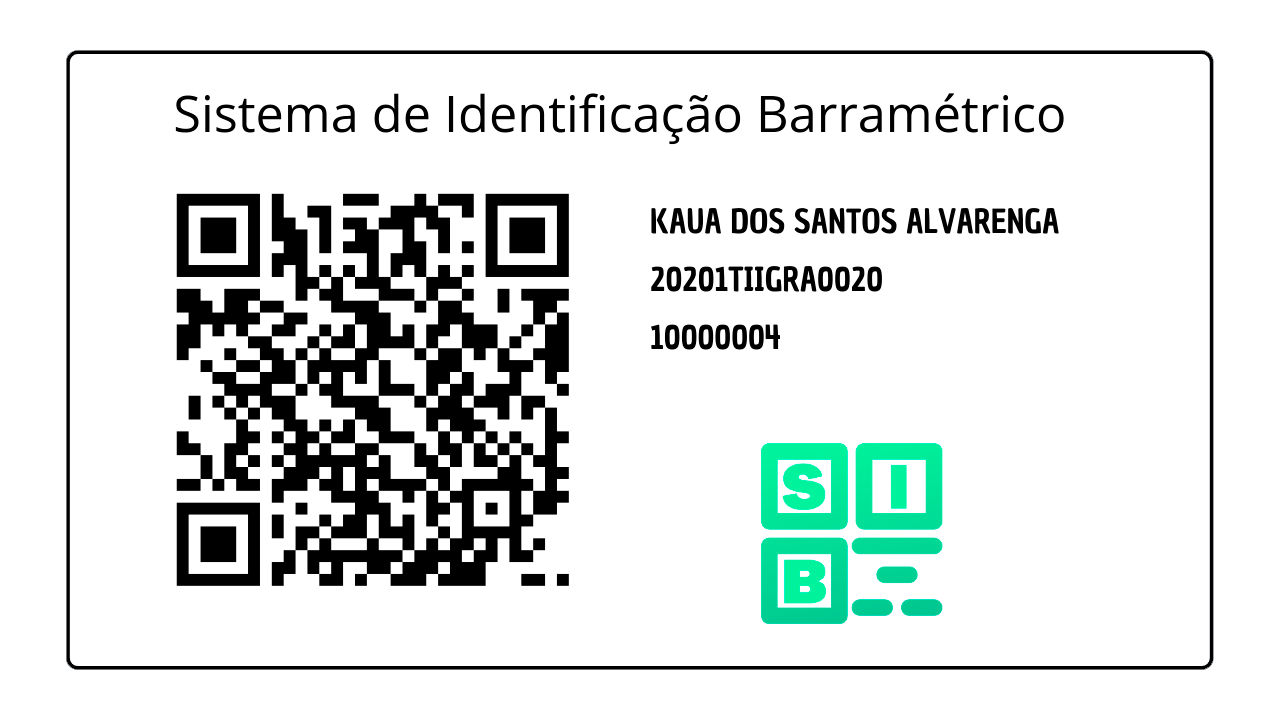 Sistema de Identificação Barramétrico
KAUA DOS SANTOS ALVARENGA
20201TIIGRA0020
10000004
S I
B